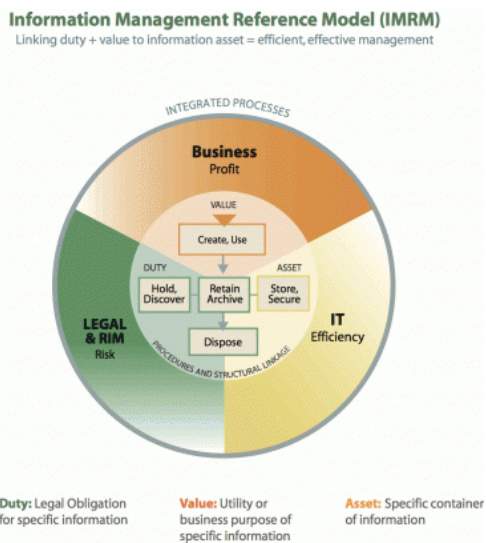 Information Management Reference Model (IMRM)
Linking duty + value to information asset = efficient, effective management
INTEGRATED PROCESSES
Business
Profit
VALUE
Create, Use
DUTY
ASSET
Hold,
Discover
Retain
Archive
Store,
Secure
LEGAL
& RIM
Risk
IT
Efficiency
Dispose
PROCEDURES AND STRUCTURAL LINKAGE
Duty: Legal Obligation
for specific information
Value: Utility or
business purpose of
specific information
Asset: Specific container
of information